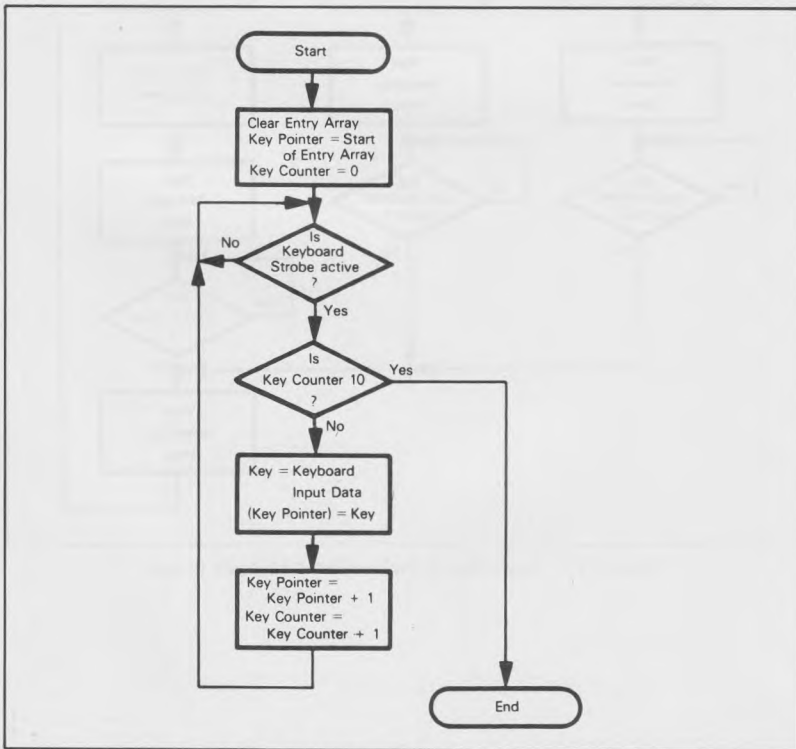 Start
Clear Entry Array
Key Pointer = Start
of Entry Array
Key Counter = 0
Is
Keyboard
Strobe active
?
No
Yes
Is
Key Counter 10
?
Yes
No
Key = Keyboard
Input Data
(Key Pointer) = Key
Key Pointer =
Key Pointer + 1
Key Counter =
Key Counter + 1
End